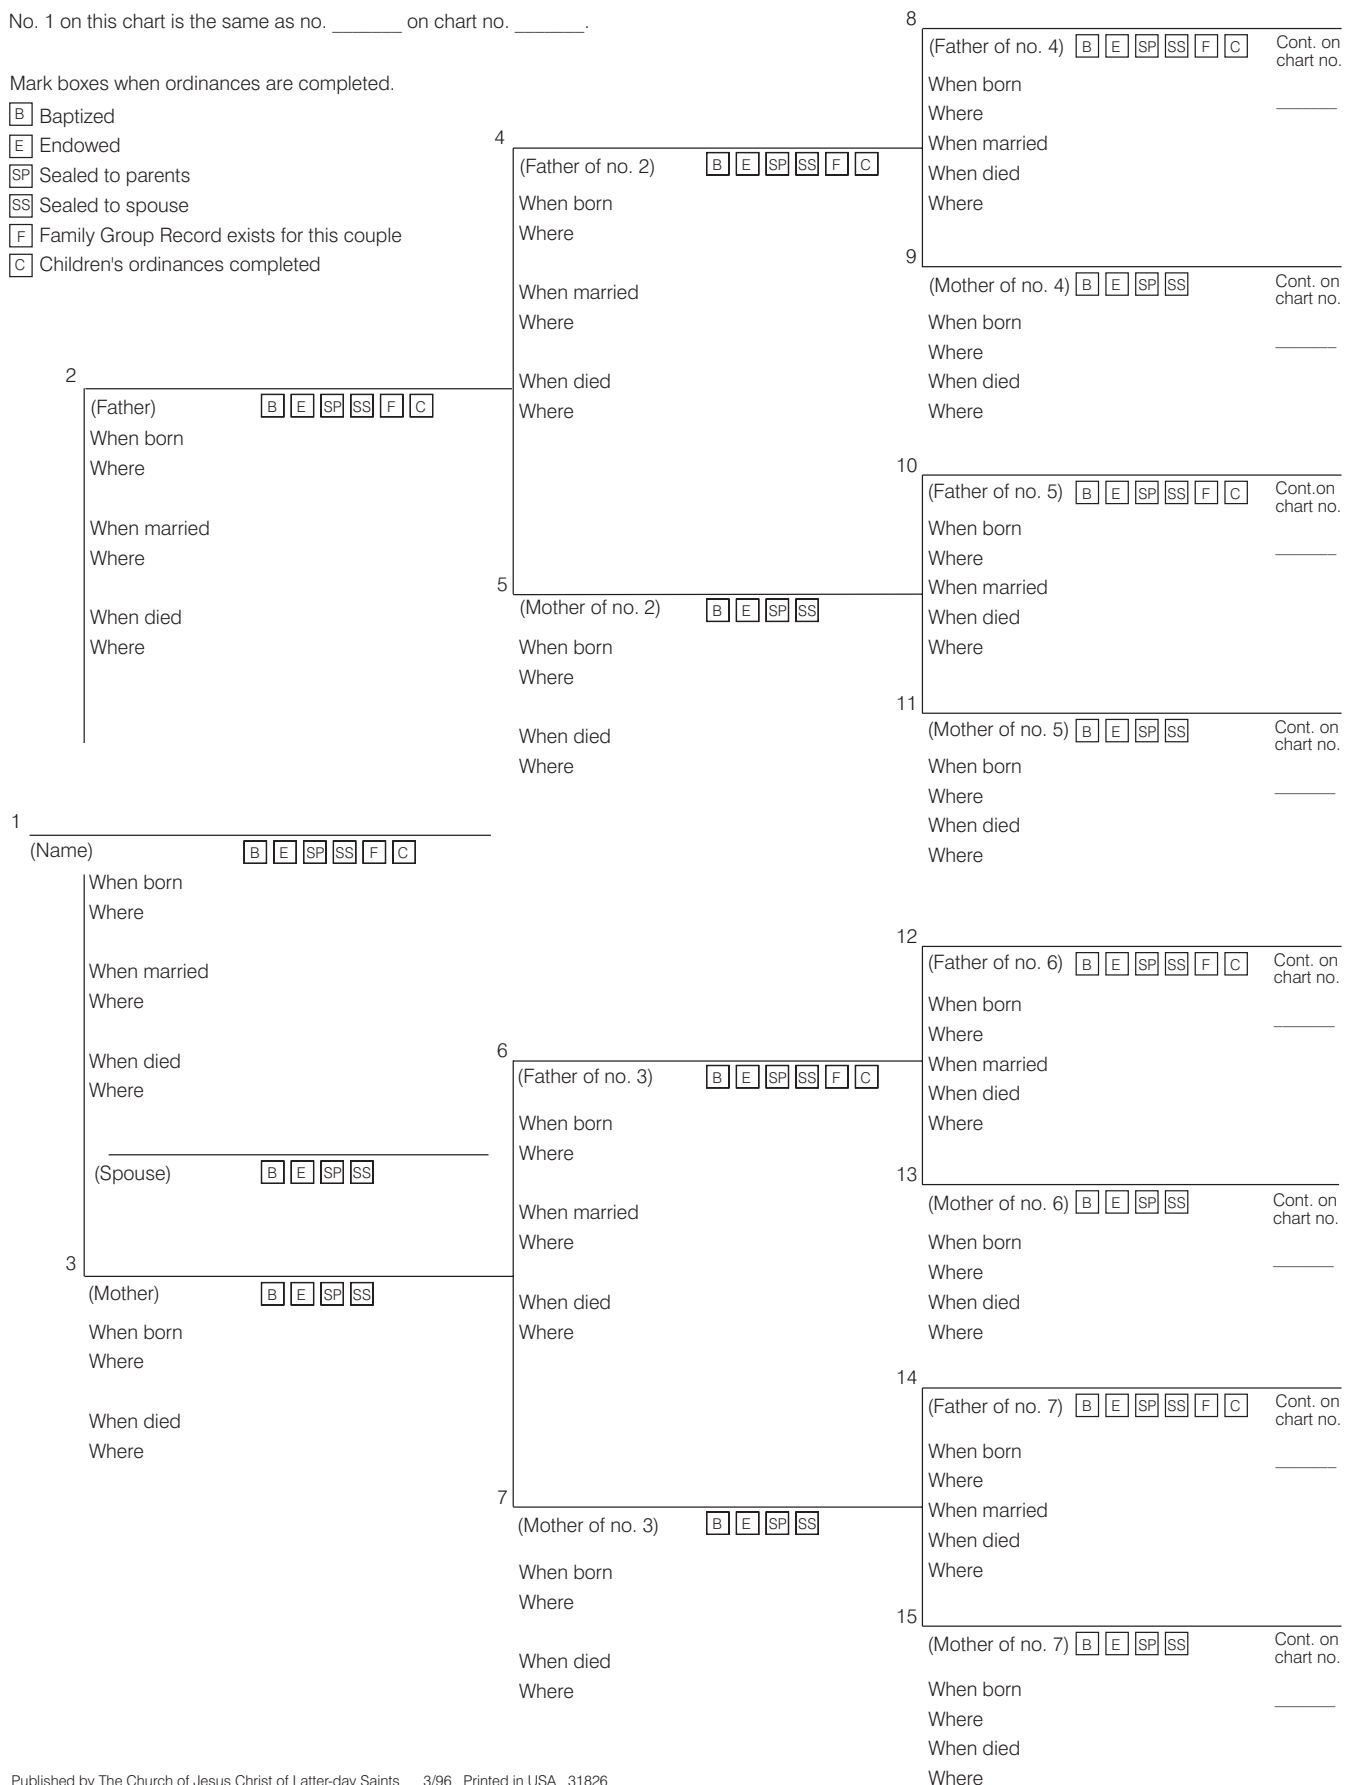 No. 1 on this chart is the same as no. _______ on chart no. _______.
Mark boxes when ordinances are completed.
B Baptized
E Endowed
SP Sealed to parents
SS Sealed to spouse
F Family Group Record exists for this couple
C Children's ordinances completed
2
(Father) B E SP SS F C
When born
Where
When married
Where
When died
Where
1
(Name) B E SP SS F C
When born
Where
When married
Where
When died
Where
(Spouse) B E SP SS
3
(Mother) B E SP SS
When born
Where
When died
Where
4
(Father of no. 2) B E SP SS F C
When born
Where
When married
Where
When died
Where
5
(Mother of no. 2) B E SP SS
When born
Where
When died
Where
6
(Father of no. 3) B E SP SS F C
When born
Where
When married
Where
When died
Where
7
(Mother of no. 3) B E SP SS
When born
Where
When died
Where
8
(Father of no. 4) B E SP SS F C Cont. on
chart no.
When born
Where ______
When married
When died
Where
9
(Mother of no. 4) B E SP SS Cont. on
chart no.
When born
Where ______
When died
Where
10
(Father of no. 5) B E SP SS F C Cont.on
chart no.
When born
Where ______
When married
When died
Where
11
(Mother of no. 5) B E SP SS Cont. on
chart no.
When born
Where ______
When died
Where
12
(Father of no. 6) B E SP SS F C Cont. on
chart no.
When born
Where ______
When married
When died
Where
13
(Mother of no. 6) B E SP SS Cont. on
chart no.
When born
Where ______
When died
Where
14
(Father of no. 7) B E SP SS F C Cont. on
chart no.
When born
Where ______
When married
When died
Where
15
(Mother of no. 7) B E SP SS Cont. on
chart no.
When born
Where ______
When died
Where
Published by The Church of Jesus Christ of Latter-day Saints 3/96 Printed in USA 31826